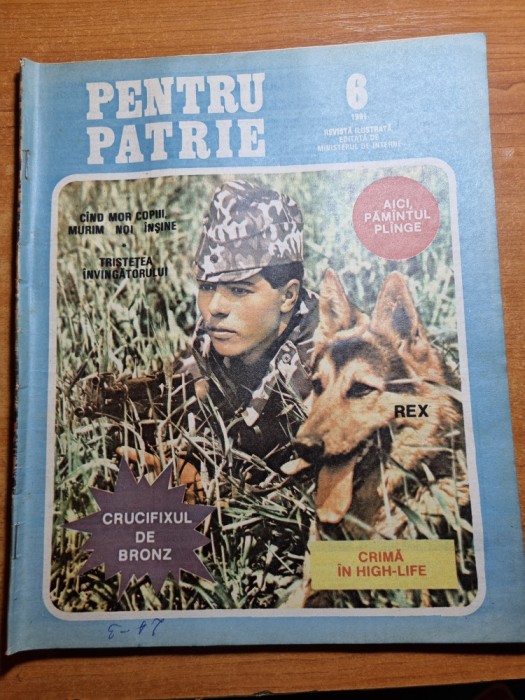 PENTRU
PATRIE
6
1991
REVISTĂ ILUSTRATĂ
EDITATĂ DE
MINISTERUL DE INTERNE
CÎND MOR COPIII,
MURIM NOI ÎNȘINE
TRISTEȚEA
ÎNVINGĂTORULUI
AICI,
PĂMÎNTUL
PLÎNGE
REX
CRUCIFIXUL
DE
BRONZ
CRIMĂ
ÎN HIGH-LIFE